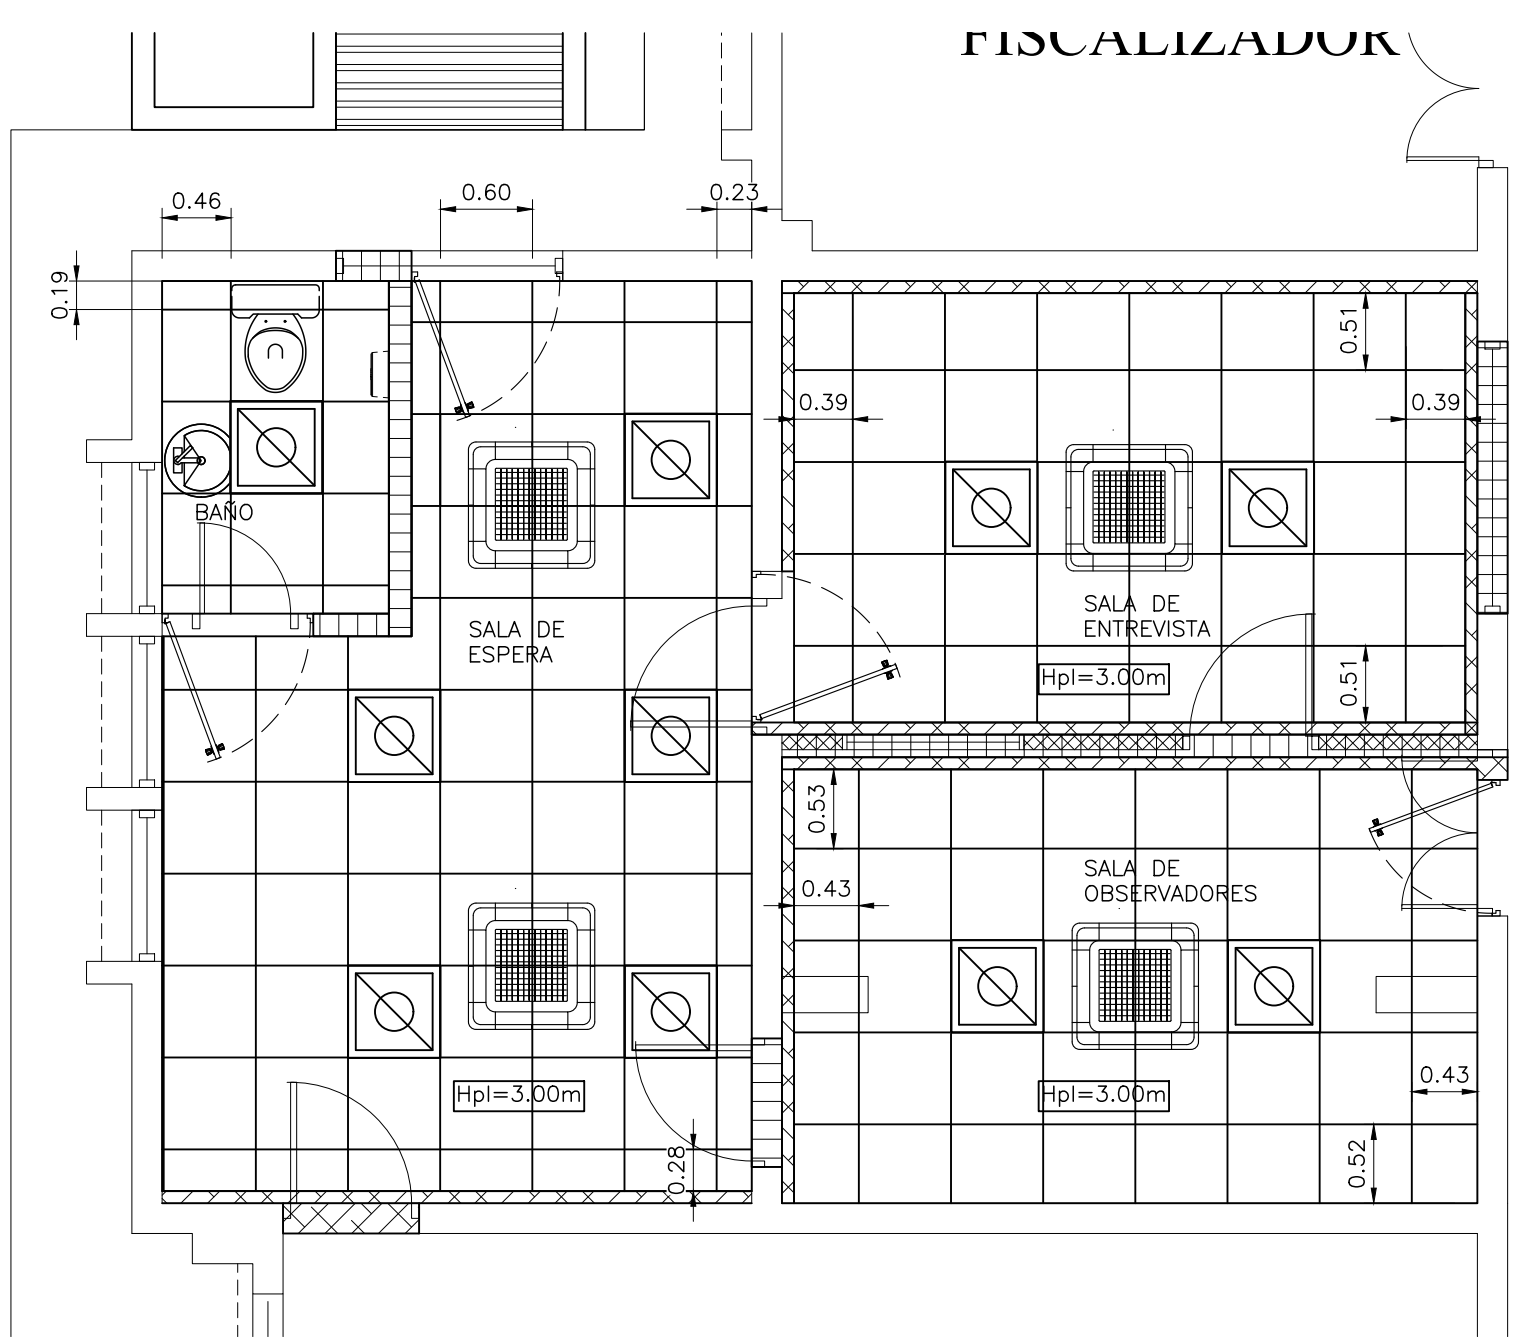 FISCALIZADOR
0.46
0.60
0.23
0.19
0.51
0.39
0.39
BAÑO
SALA DE
ESPERA
SALA DE
ENTREVISTA
Hpl=3.00m
0.51
0.53
SALA DE
OBSERVADORES
0.43
Hpl=3.00m
Hpl=3.00m
0.43
0.28
0.52